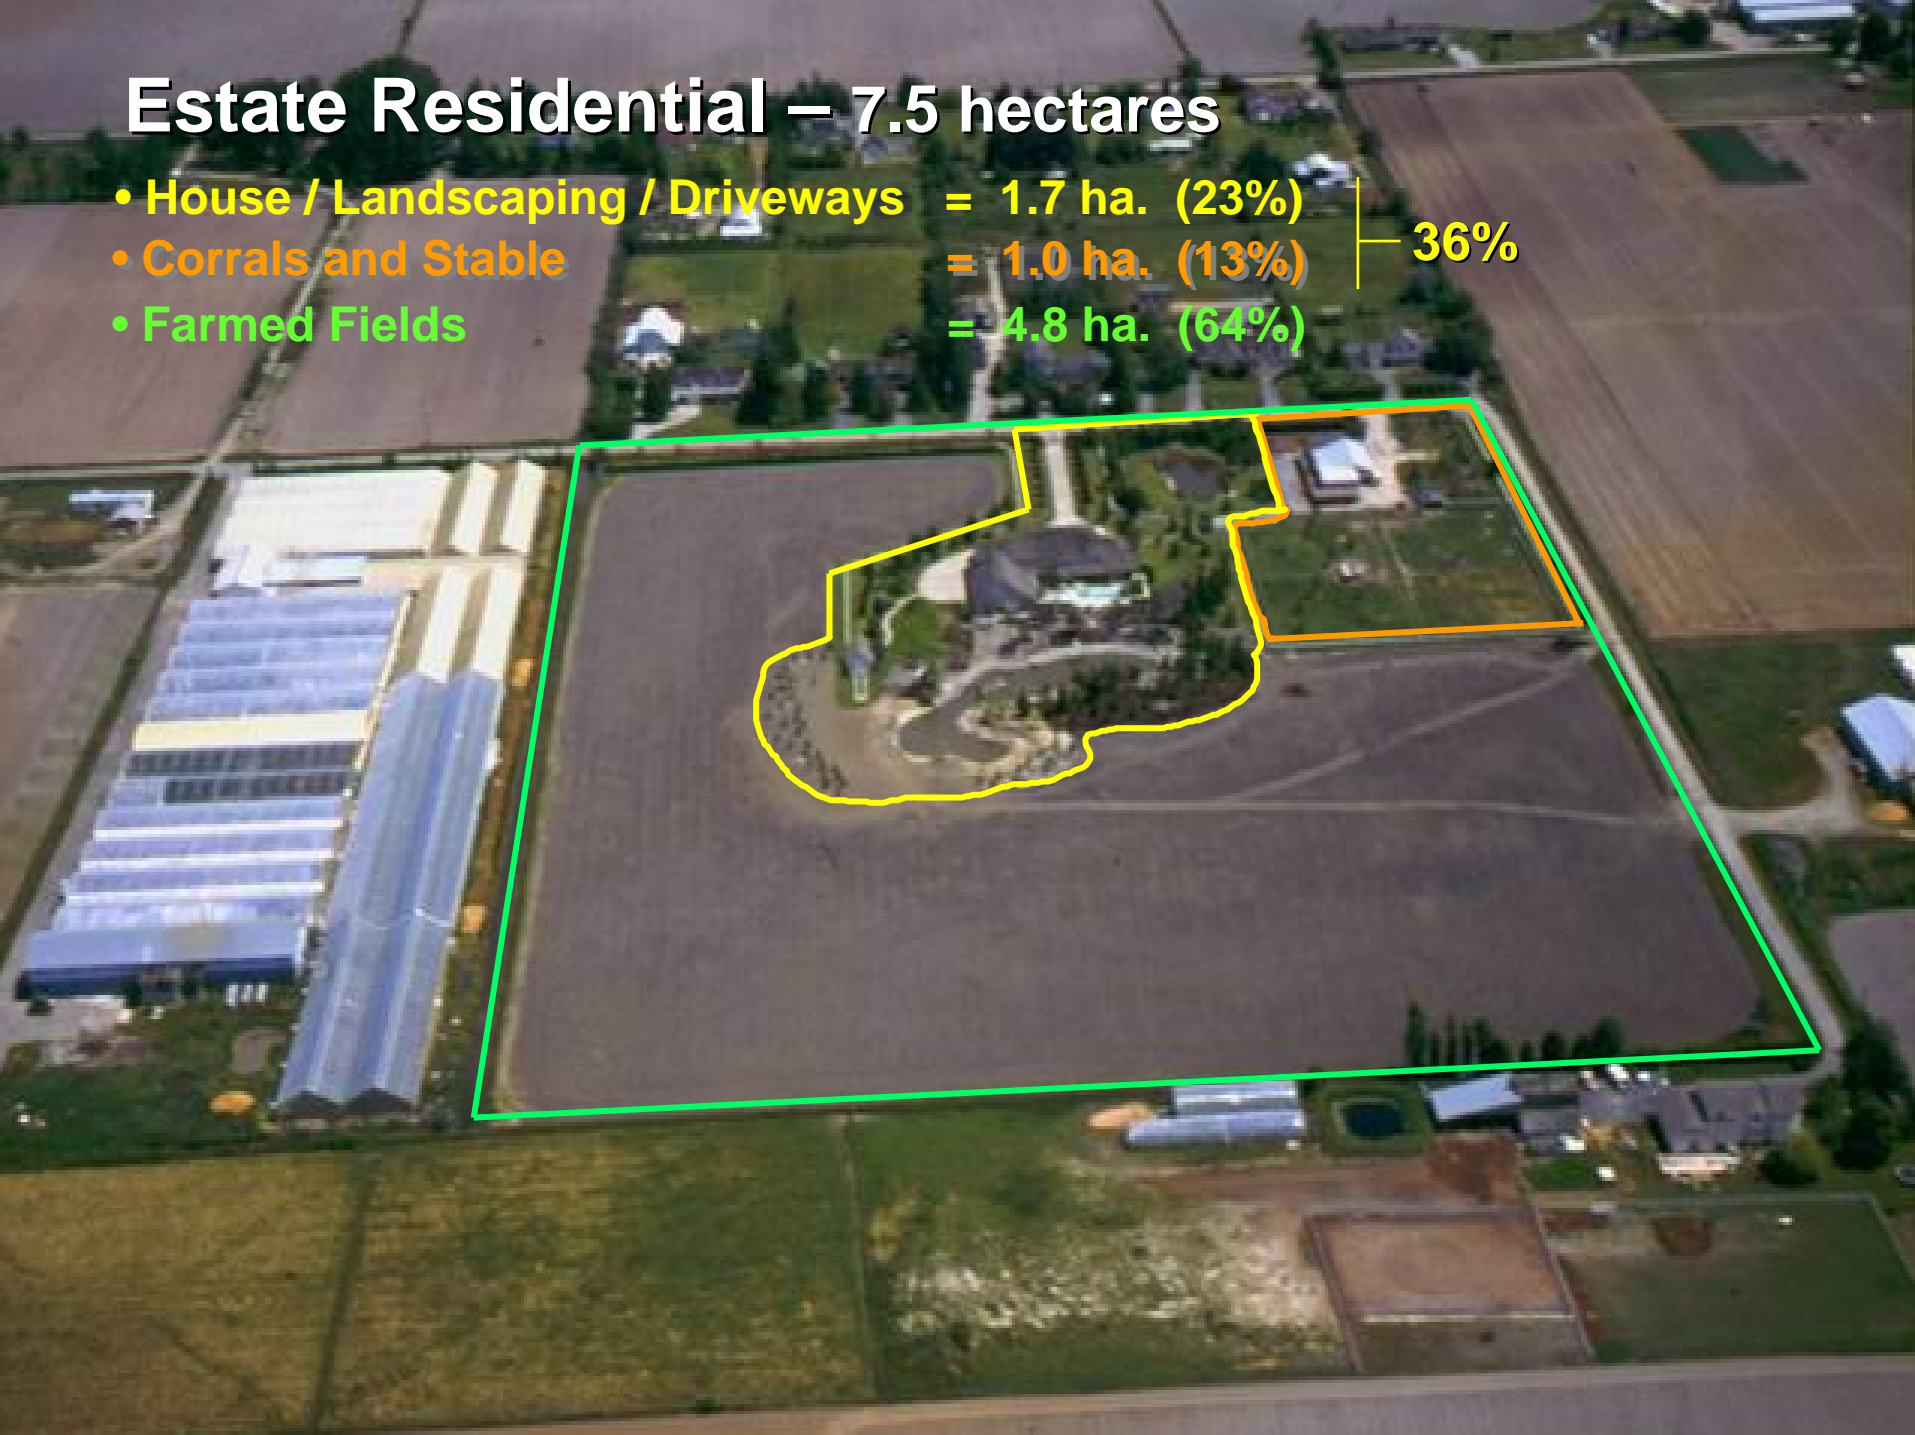 Estate Residential – 7.5 hectares
• House / Landscaping / Driveways = 1.7 ha. (23%)
36%
• Corrals and Stable = 1.0 ha. (13%)
• Farmed Fields = 4.8 ha. (64%)